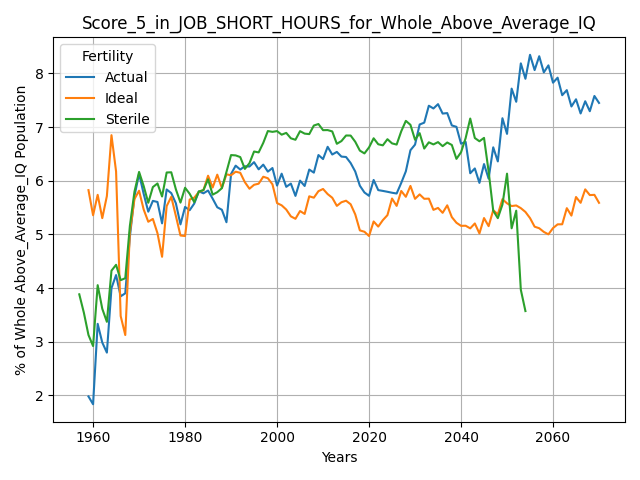 Score_5_in_JOB_SHORT_HOURS_for_Whole_Above_Average_IQ
Fertility
Actual
Ideal
Sterile
% of Whole Above_Average_IQ Population
8
7
6
5
4
3
2
1960
1980
2000
2020
2040
2060
Years